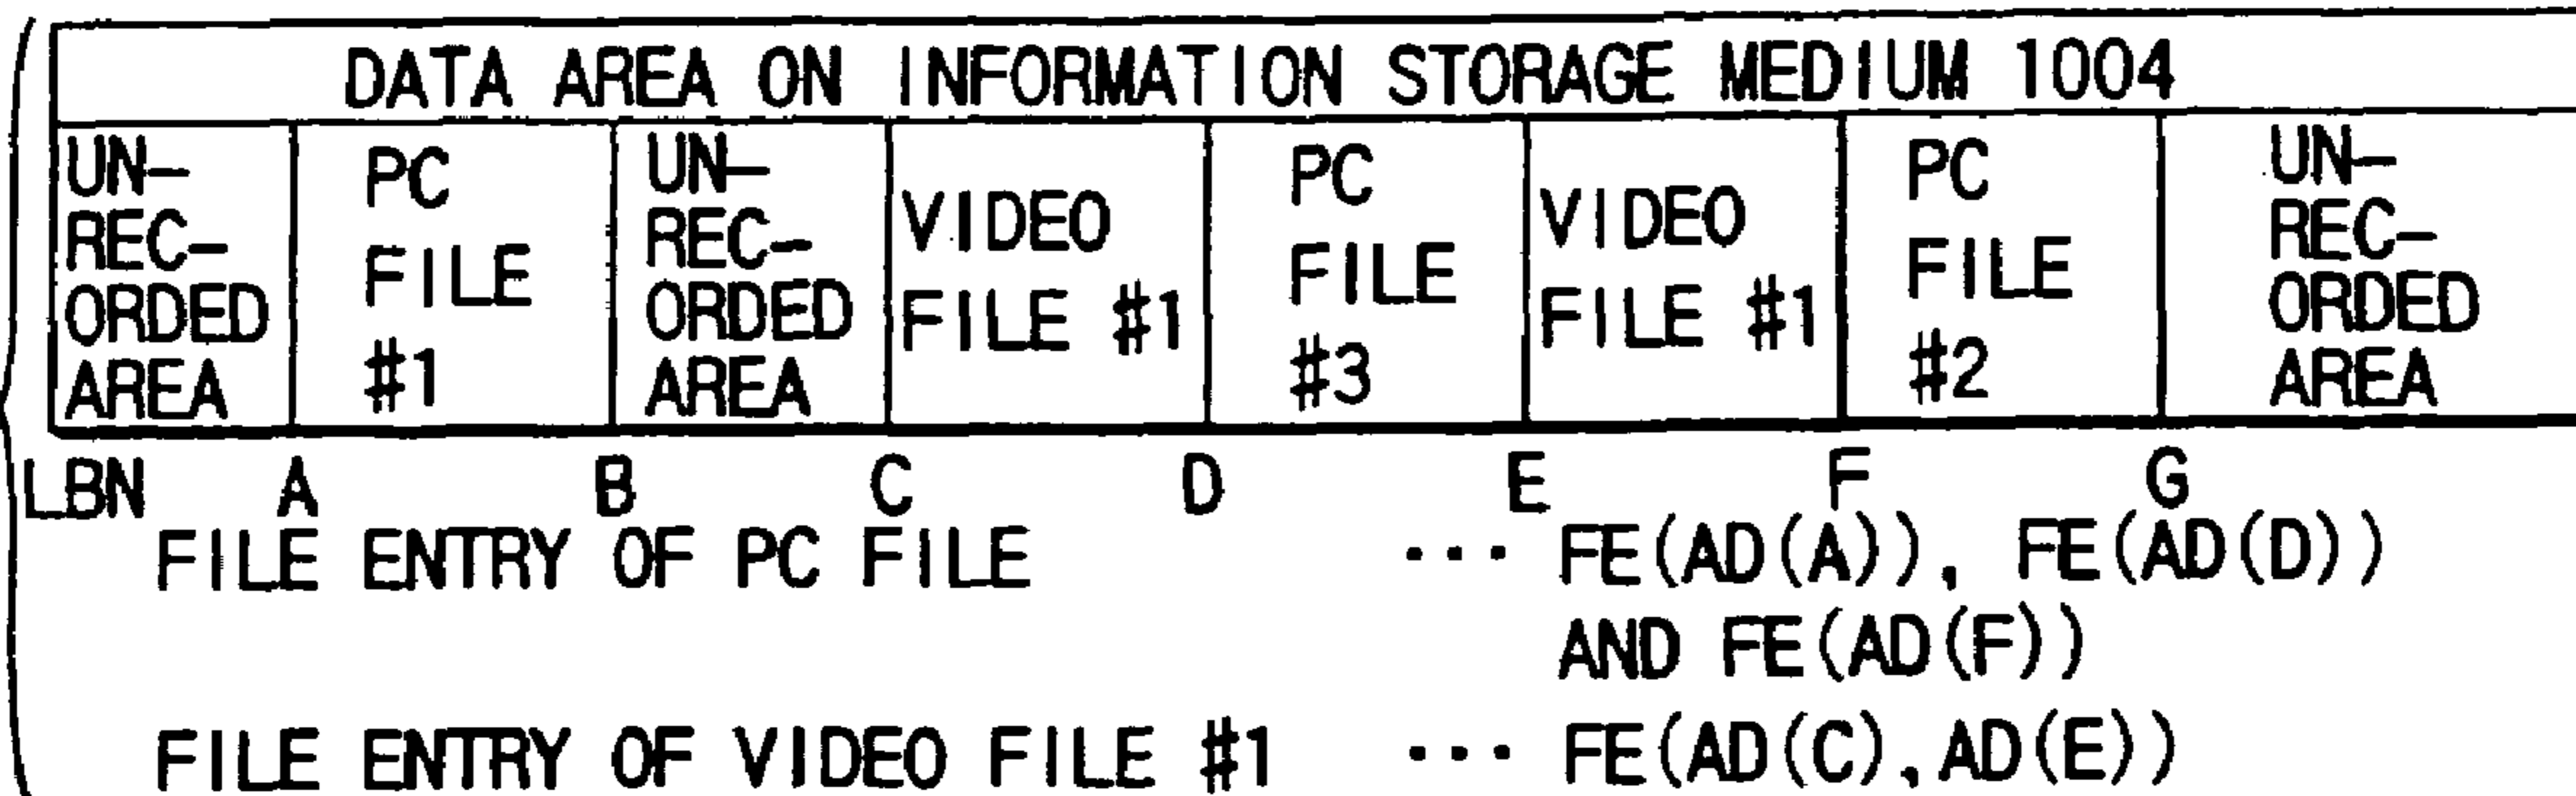 DATA AREA ON INFORMATION STORAGE MEDIUM 1004
UN-
REC-
ORDED
AREA
PC
FILE
#1
UN-
REC-
ORDED
AREA
VIDEO
FILE #1
PC
FILE
#3
VIDEO
FILE #1
PC
FILE
#2
UN-
REC-
ORDED
AREA
LBN A B C D E F G
FILE ENTRY OF PC FILE ··· FE(AD(A)), FE(AD(D))
AND FE(AD(F))
FILE ENTRY OF VIDEO FILE #1 ··· FE(AD(C),AD(E))